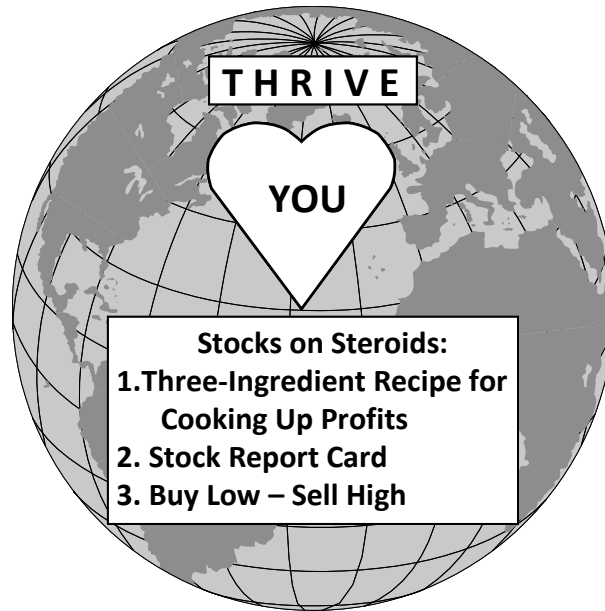 T H R I V E
YOU
Stocks on Steroids:
1.Three-Ingredient Recipe for
Cooking Up Profits
2. Stock Report Card
3. Buy Low – Sell High